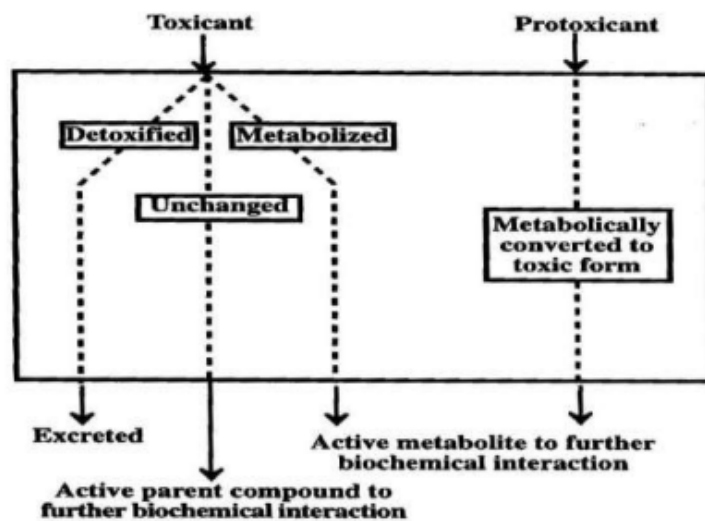 Toxicant
Protoxicant
Detoxified
Metabolized
Unchanged
Metabolically
converted to
toxic form
Excreted
Active metabolite to further
biochemical interaction
Active parent compound to
further biochemical interaction